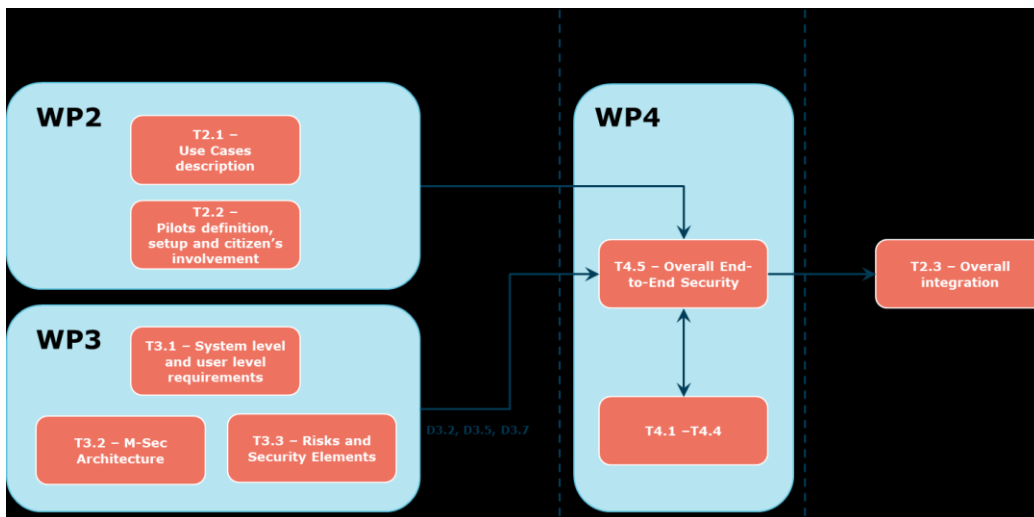 WP2
T2.1 –
Use Cases
description
T2.2 –
Pilots definition,
setup and citizen’s
involvement
WP3
T3.1 – System level
and user level
requirements
T3.2 – M-Sec
Architecture
T3.3 – Risks and
Security Elements
D3.2, D3.5, D3.7
WP4
T4.5 – Overall End-
to-End Security
T4.1 –T4.4
T2.3 – Overall
integration